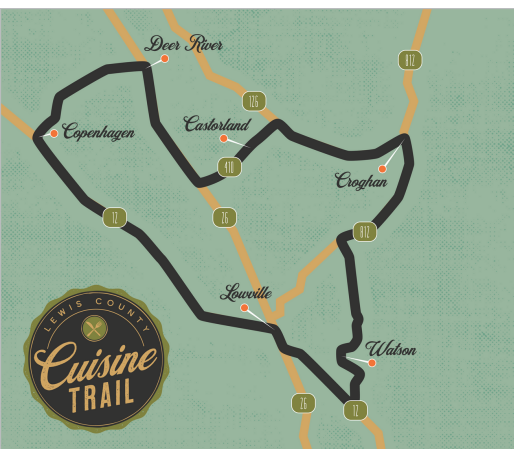 Deer River
812
126
Castorland
Copenhagen
410
Croghan
12
26
812
Lowville
LEWIS COUNTY
Cuisine
TRAIL
Watson
26
12